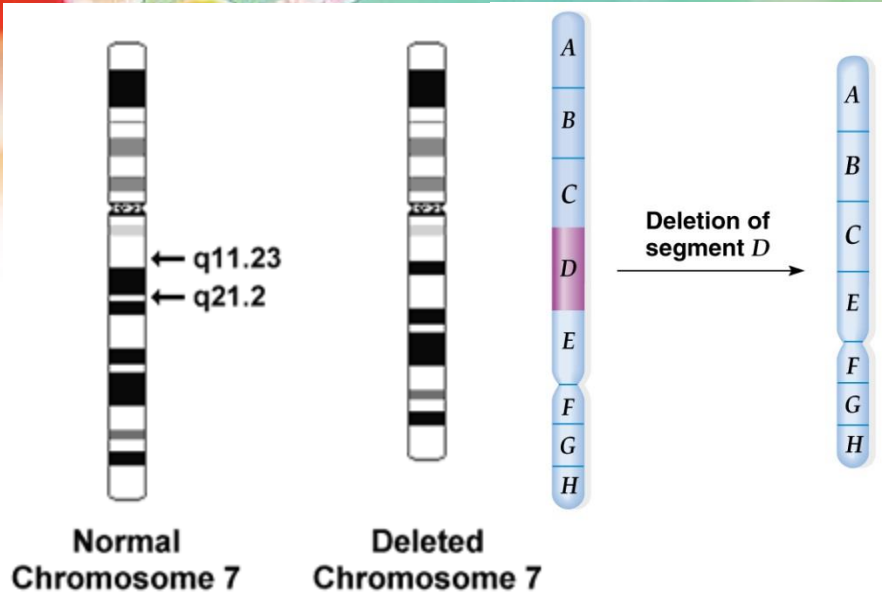 q11.23
q21.2
Normal
Chromosome 7
Deleted
Chromosome 7
A
B
C
D
E
F
G
H
Deletion of
segment D
A
B
C
E
F
G
H